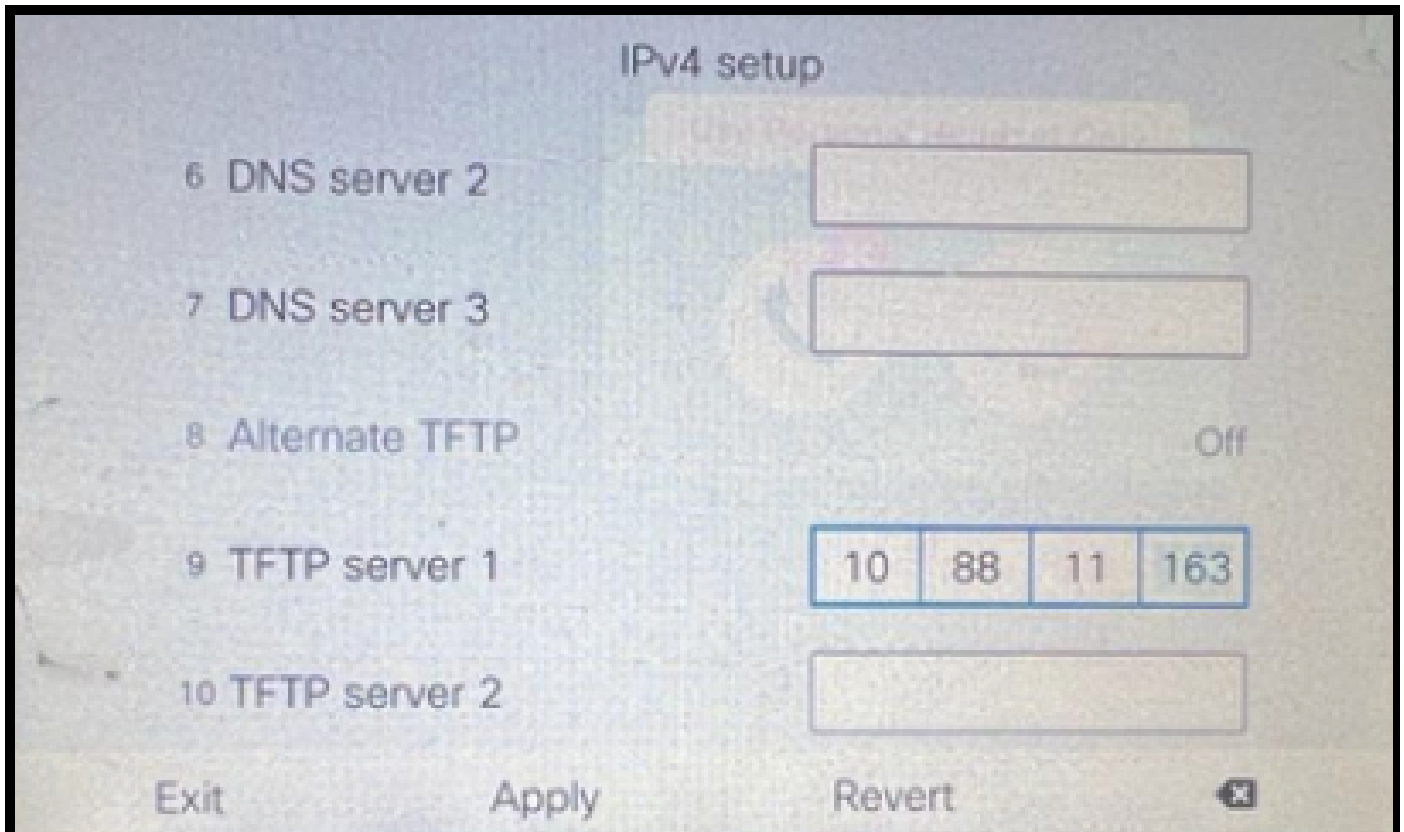 IPv4 setup
6 DNS server 2
7 DNS server 3
8 Alternate TFTP Off
9 TFTP server 1 10 88 11 163
10 TFTP server 2
Exit Apply Revert